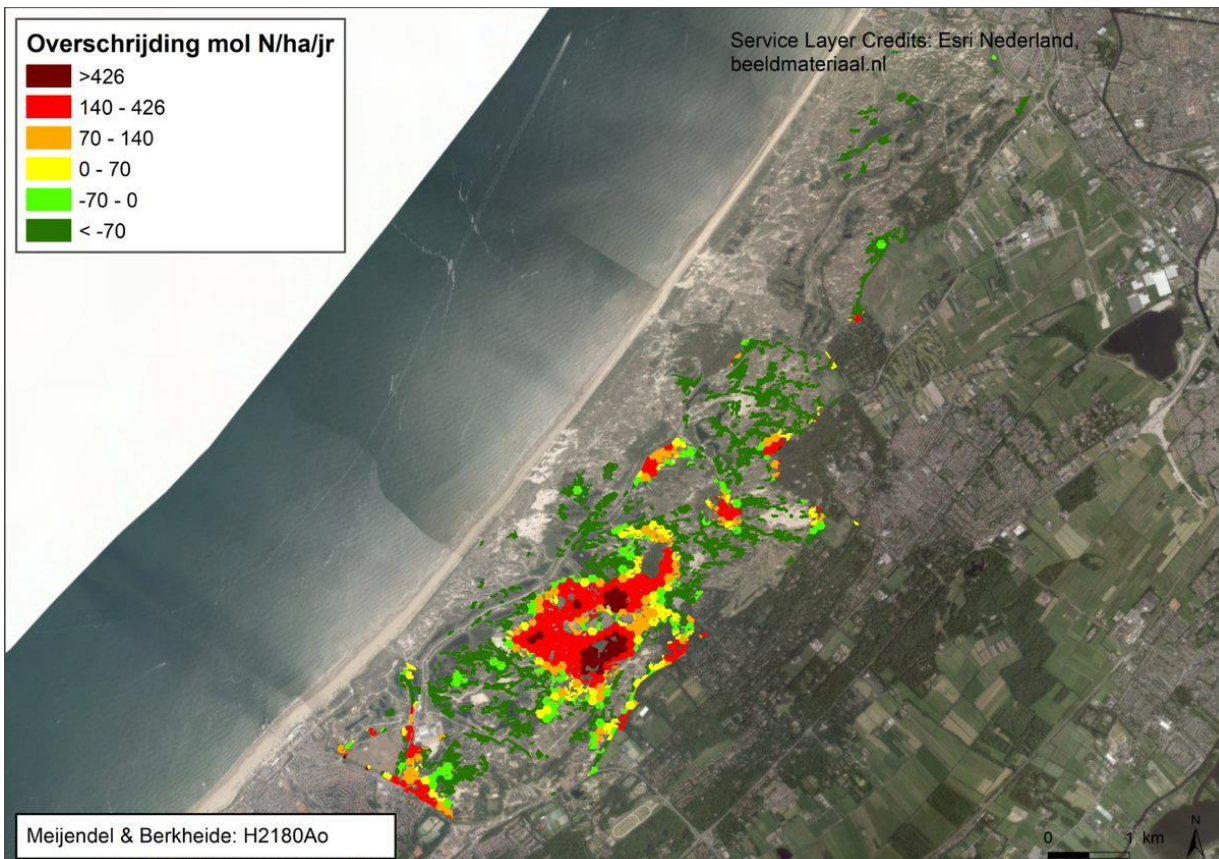 Overschrijding mol N/ha/jr
>426
140 - 426
70 - 140
0 - 70
-70 - 0
< -70
Service Layer Credits: Esri Nederland,
beeldmateriaal.nl
Meijendel & Berkheide: H2180Ao
0 1 km
N